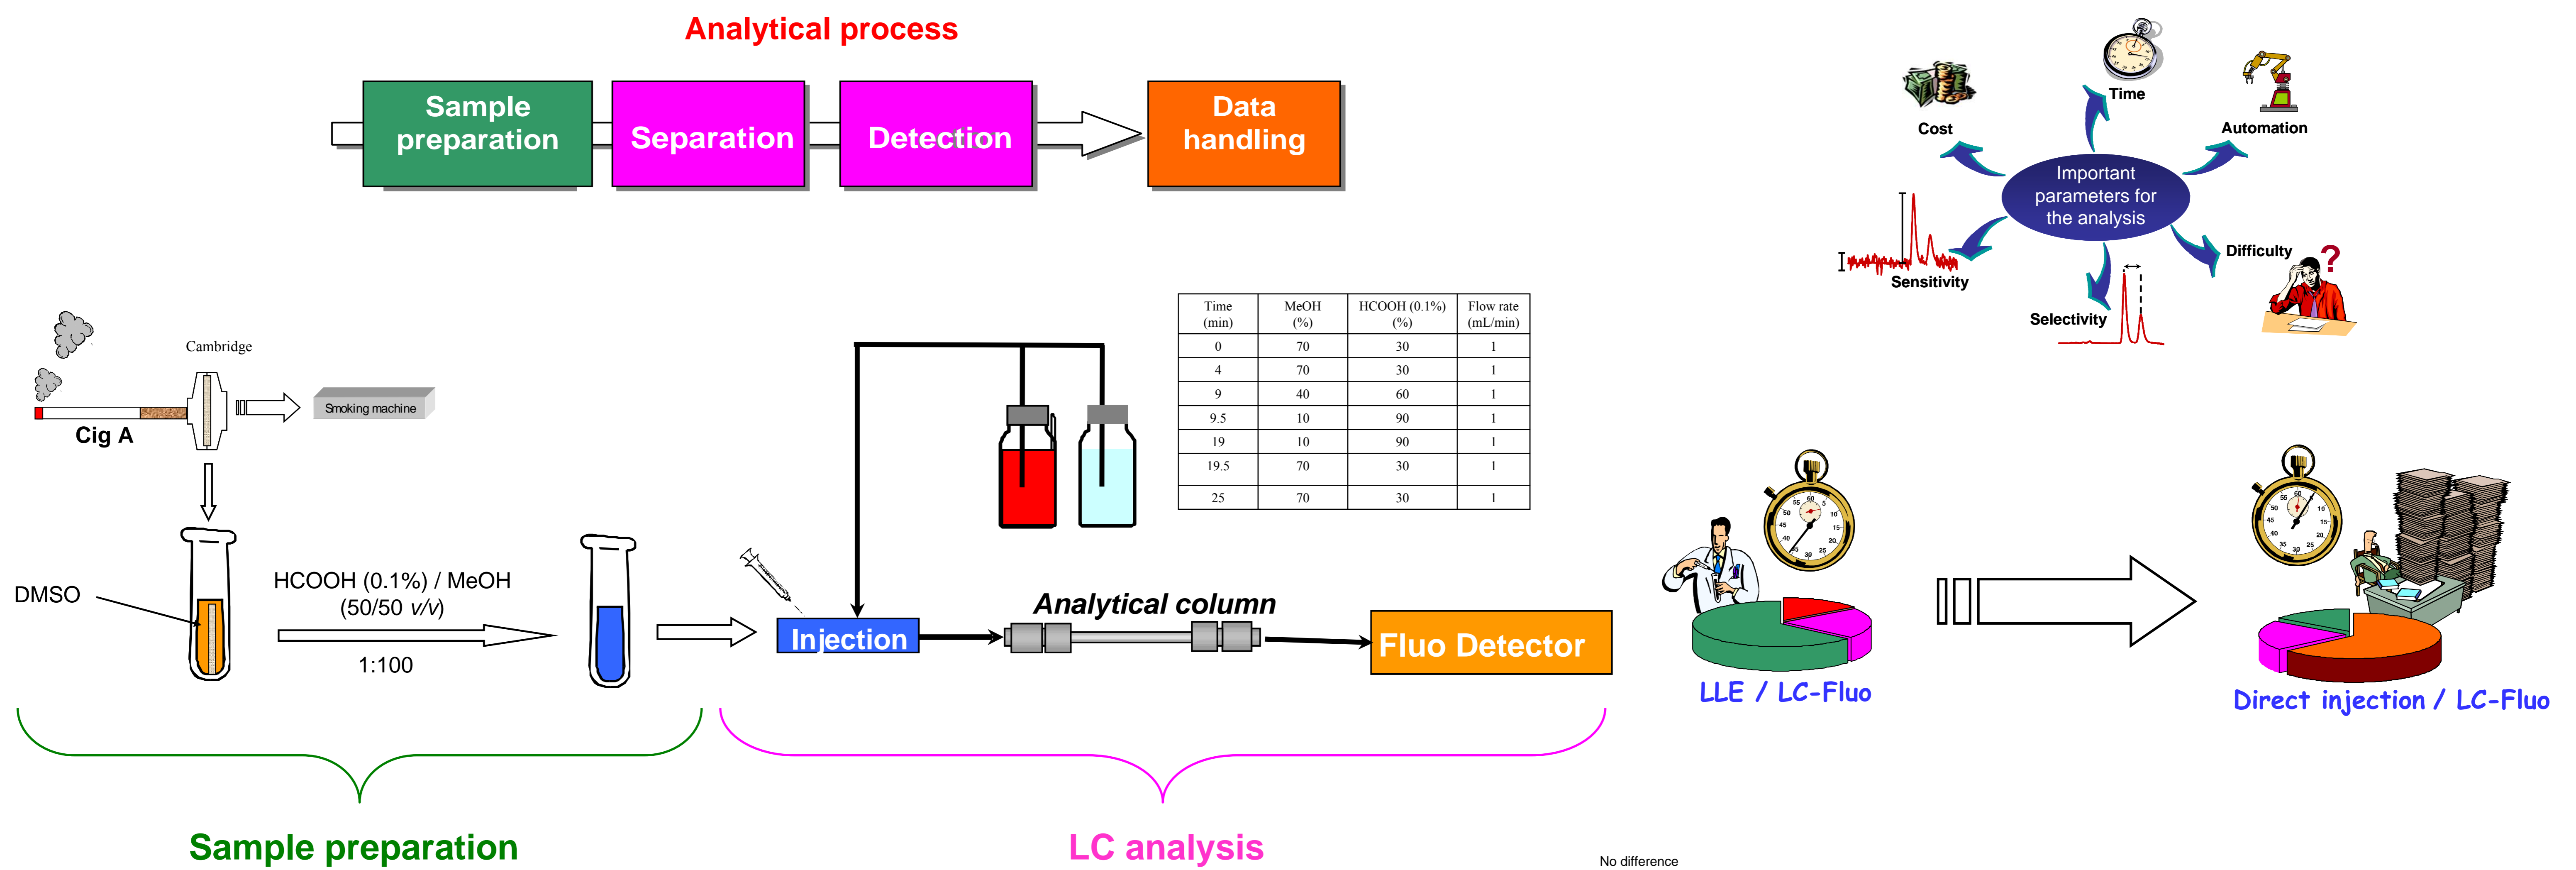 Analytical process
Sample
preparation
Separation
Detection
Data
handling
Time
Cost
Automation
Important
parameters for
the analysis
Sensitivity
Difficulty
?
Selectivity
Cambridge
Smoking machine
Cig A
DMSO
HCOOH (0.1%) / MeOH
(50/50 v/v)
1:100
Time MeOH HCOOH (0.1%) Flow rate
(min) (%) (%) (mL/min)
0 70 30 1
4 70 30 1
9 40 60 1
9.5 10 90 1
19 10 90 1
19.5 70 30 1
25 70 30 1
Injection
Analytical column
Fluo Detector
LLE / LC-Fluo
Direct injection / LC-Fluo
Sample preparation
LC analysis
No difference